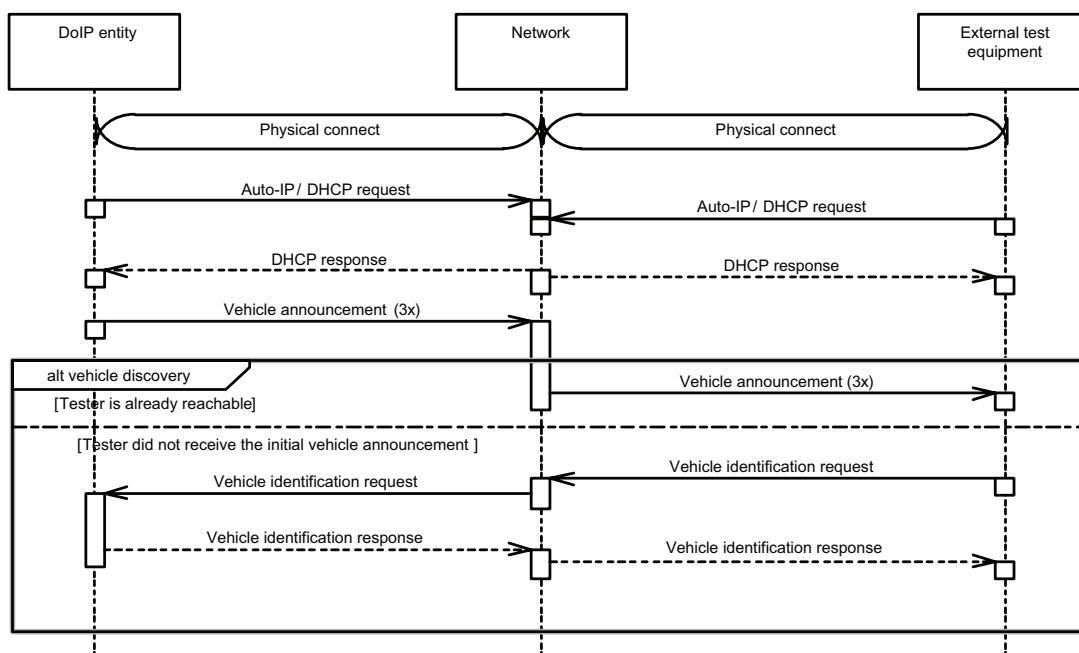 DoIP entity
Network
External test
equipment
Physical connect
Physical connect
Auto-IP/ DHCP request
Auto-IP/ DHCP request
DHCP response
DHCP response
Vehicle announcement (3x)
alt vehicle discovery
Vehicle announcement (3x)
[Tester is already reachable]
[Tester did not receive the initial vehicle announcement ]
Vehicle identification request
Vehicle identification request
Vehicle identification response
Vehicle identification response